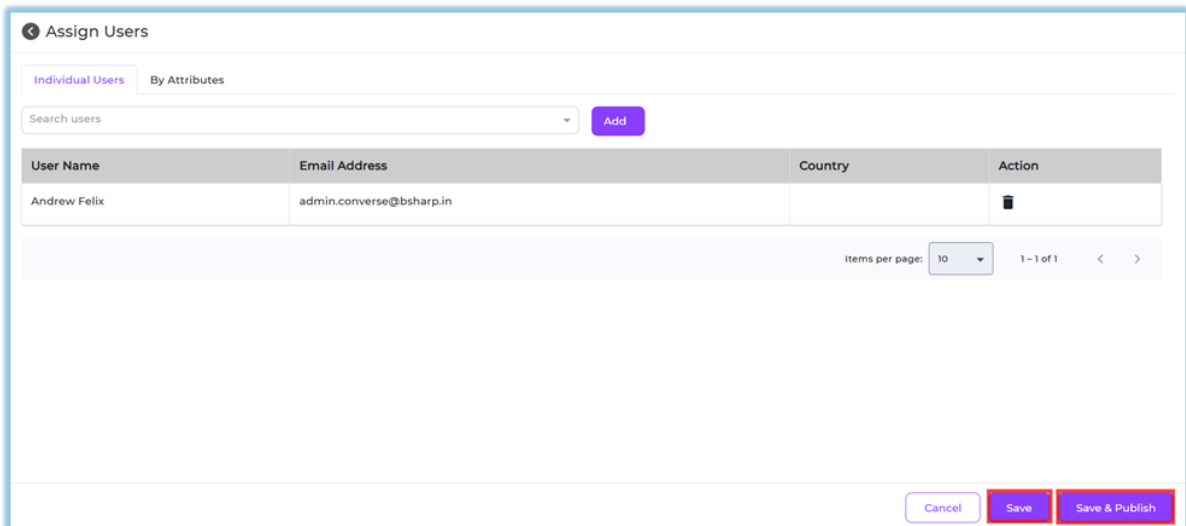 Assign Users
Individual Users By Attributes
Search users Add
User Name Email Address Country Action
Andrew Felix admin.converse@bsharp.in
Items per page: 10 1 – 1 of 1
Cancel Save Save & Publish